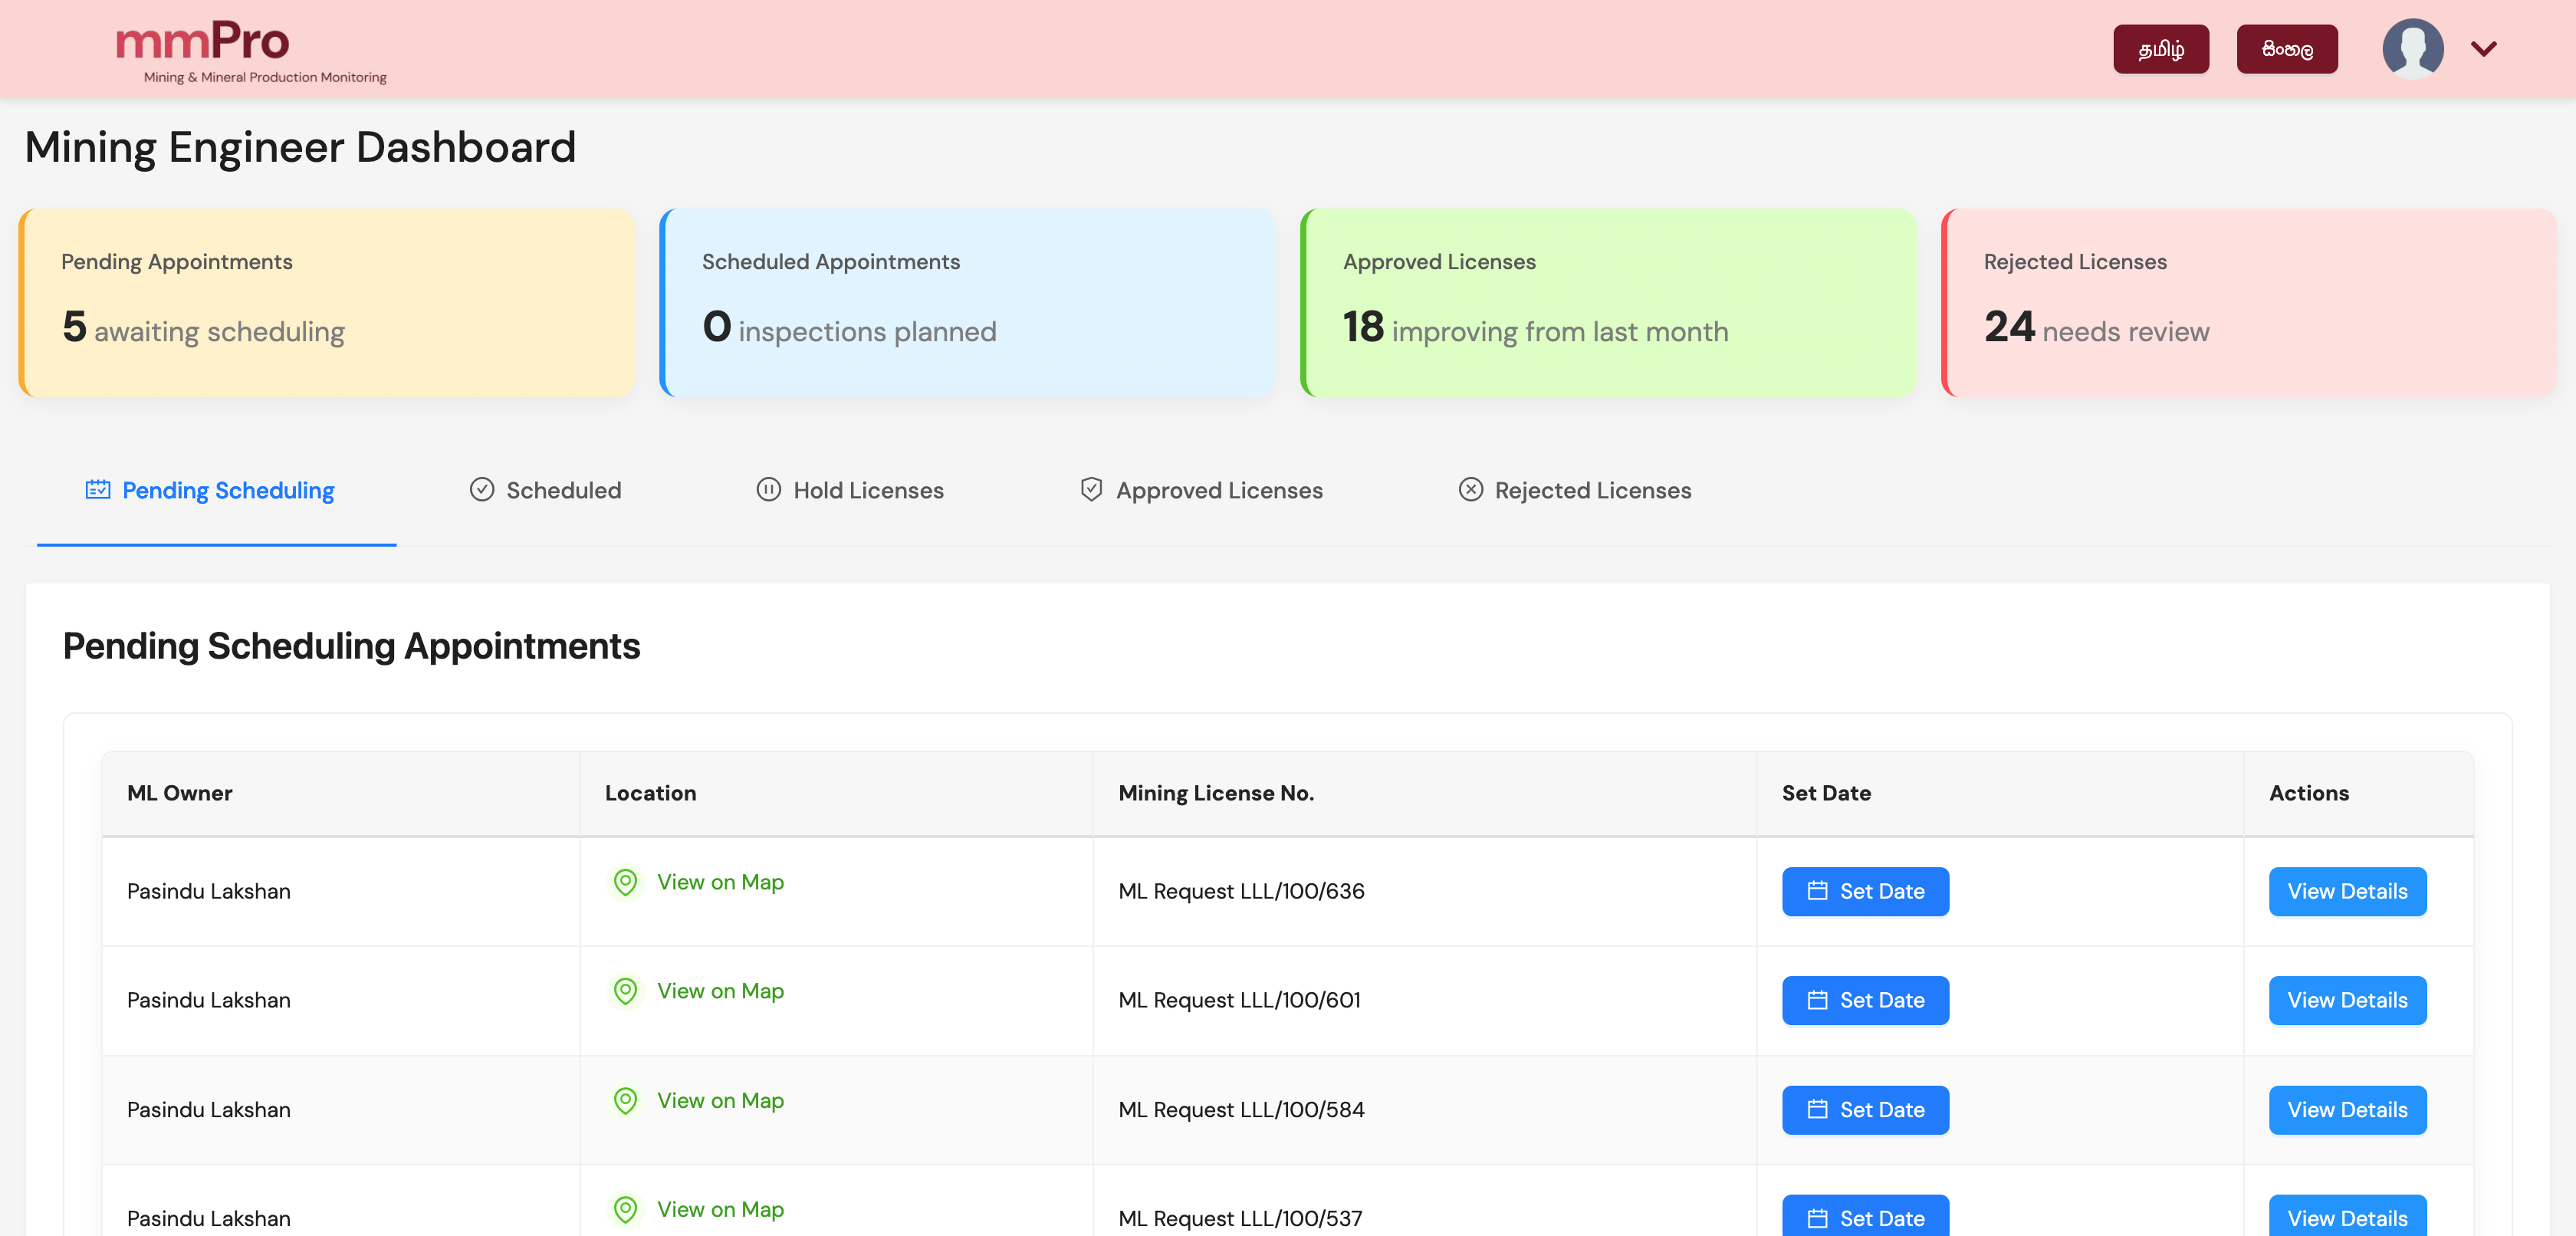 mmPro
Mining & Mineral Production Monitoring
தமிழ்
සිංහල
Mining Engineer Dashboard
Pending Appointments
5 awaiting scheduling
Scheduled Appointments
0 inspections planned
Approved Licenses
18 improving from last month
Rejected Licenses
24 needs review
Pending Scheduling
Scheduled
Hold Licenses
Approved Licenses
Rejected Licenses
Pending Scheduling Appointments
ML Owner Location Mining License No. Set Date Actions
Pasindu Lakshan View on Map ML Request LLL/100/636 Set Date View Details
Pasindu Lakshan View on Map ML Request LLL/100/601 Set Date View Details
Pasindu Lakshan View on Map ML Request LLL/100/584 Set Date View Details
Pasindu Lakshan View on Map ML Request LLL/100/537 Set Date View Details